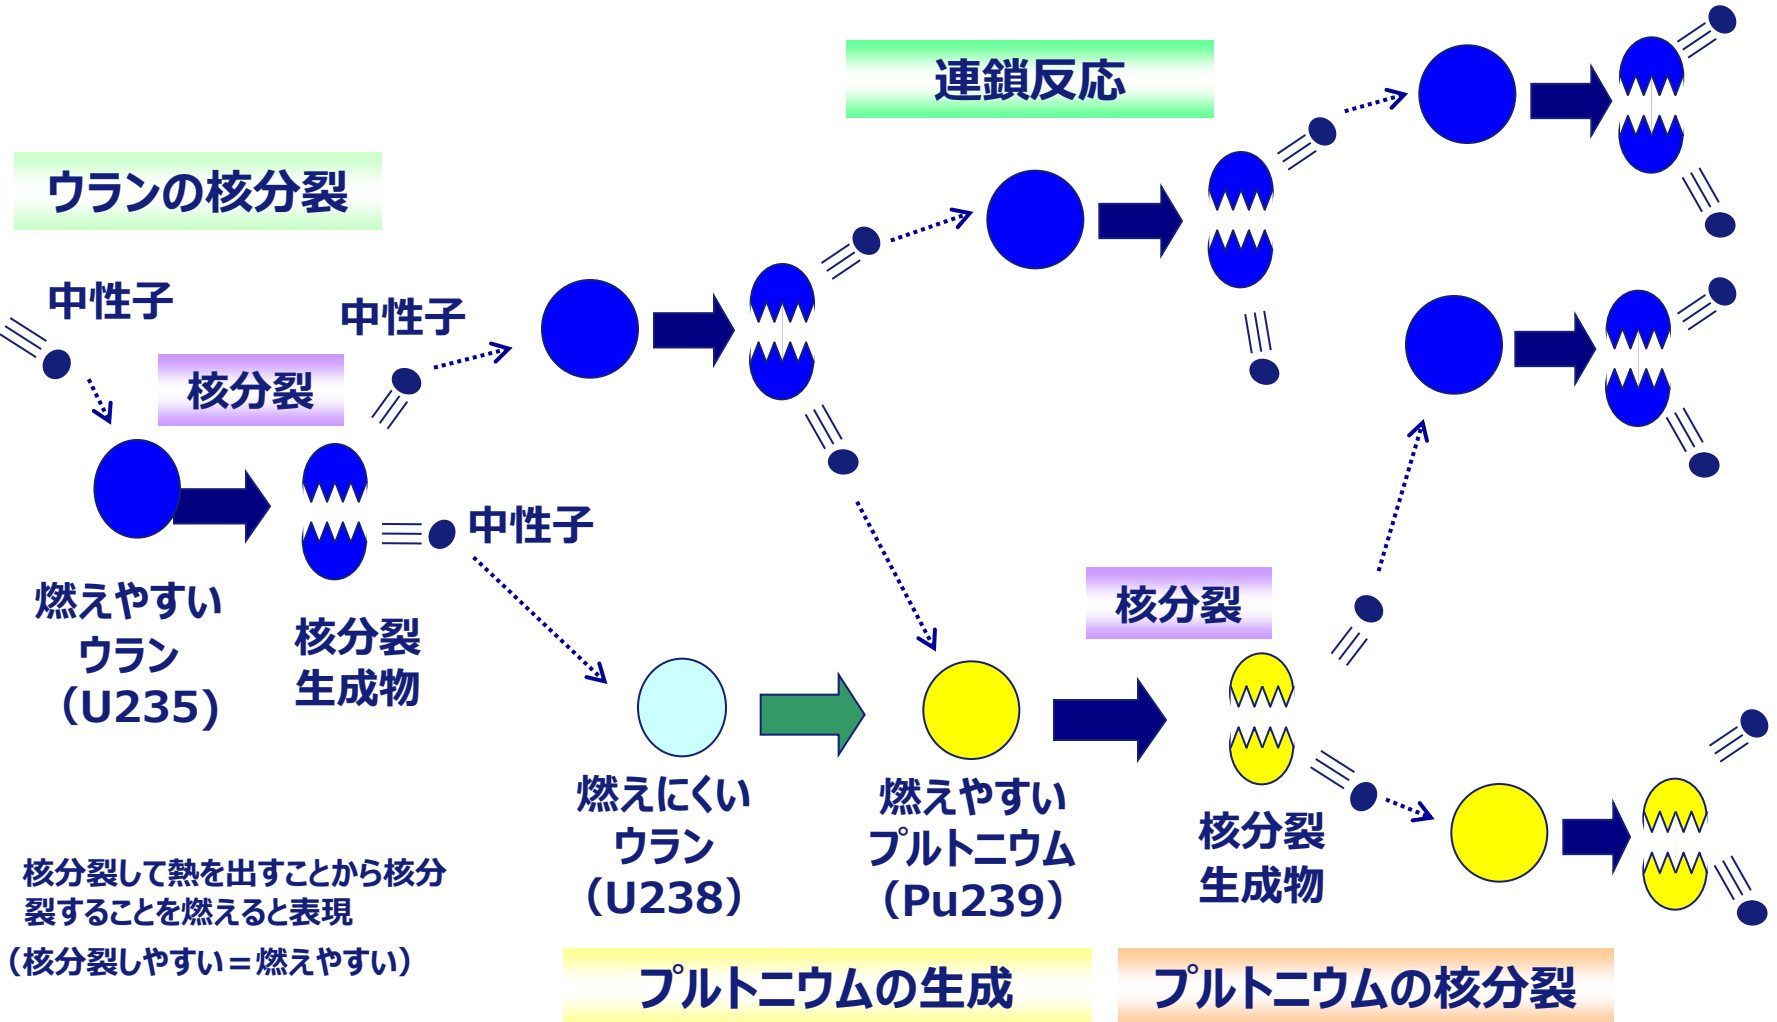 連鎖反応
ウランの核分裂
中性子
中性子
核分裂
中性子
燃えやすい
ウラン
（U235)
核分裂
生成物
核分裂
燃えにくい
ウラン
（U238）
燃えやすい
プルトニウム
（Pu239）
核分裂
生成物
核分裂して熱を出すことから核分
裂することを燃えると表現
（核分裂しやすい＝燃えやすい）
プルトニウムの生成
プルトニウムの核分裂